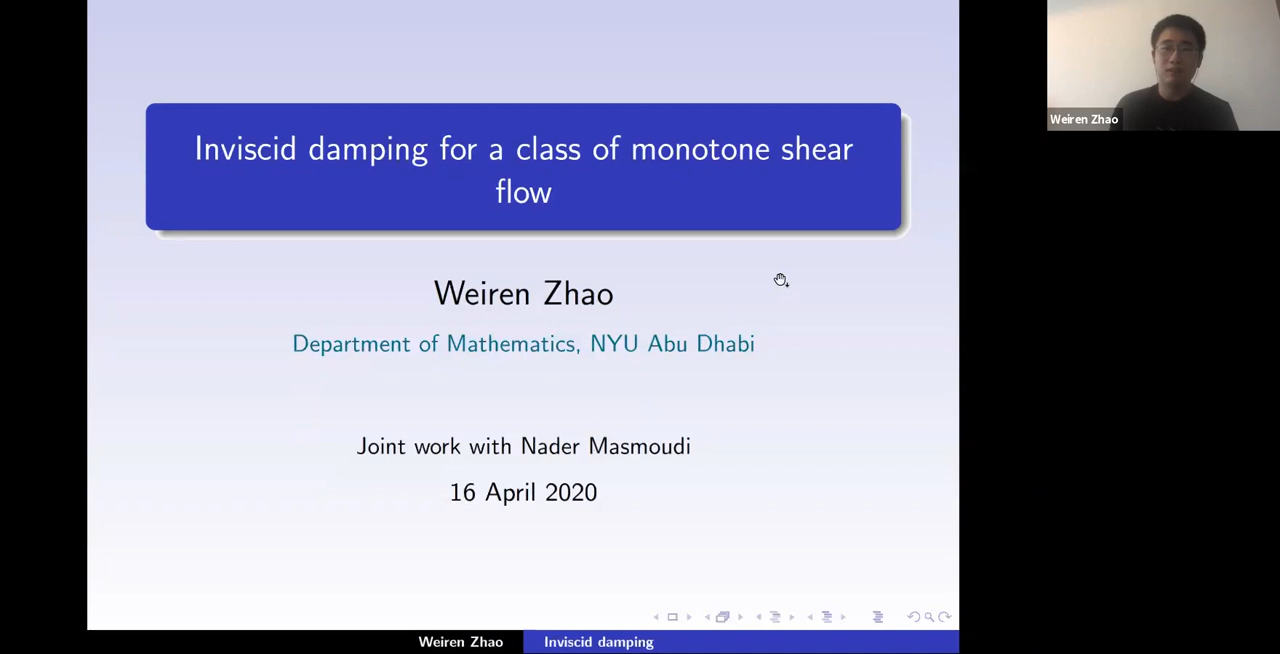 Inviscid damping for a class of monotone shear
flow
Weiren Zhao
Department of Mathematics, NYU Abu Dhabi
Joint work with Nader Masmoudi
16 April 2020
Weiren Zhao
Inviscid damping
Weiren Zhao